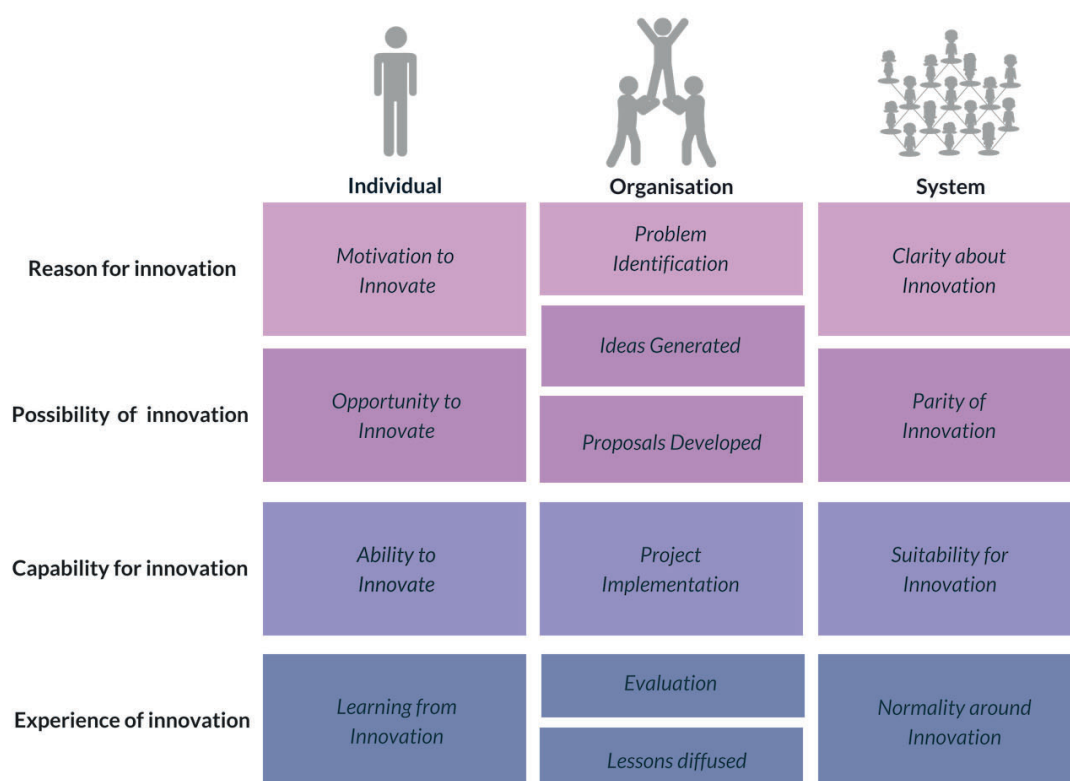 Individual
Organisation
System
Reason for innovation
Motivation to
Innovate
Problem
Identification
Clarity about
Innovation
Ideas Generated
Possibility of innovation
Opportunity to
Innovate
Proposals Developed
Parity of
Innovation
Capability for innovation
Ability to
Innovate
Project
Implementation
Suitability for
Innovation
Experience of innovation
Learning from
Innovation
Evaluation
Lessons diffused
Normality around
Innovation